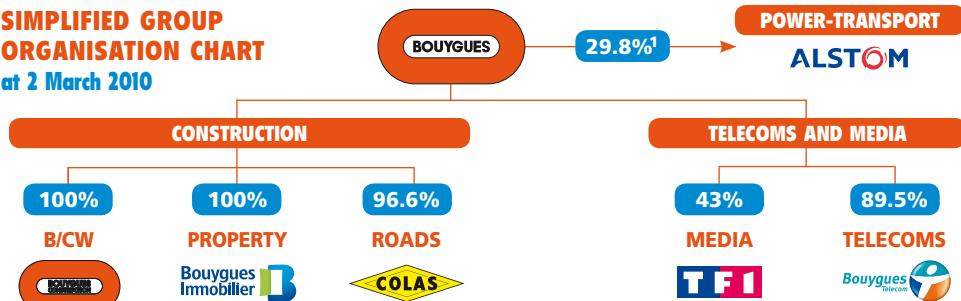 SIMPLIFIED GROUP
ORGANISATION CHART
at 2 March 2010
BOUYGUES
29.8%¹
POWER-TRANSPORT
ALSTOM
CONSTRUCTION
TELECOMS AND MEDIA
100%
100%
96.6%
43%
89.5%
B/CW
PROPERTY
ROADS
MEDIA
TELECOMS
BOUYGUES
Bouygues
Immobilier
COLAS
TF1
Bouygues
Telecom